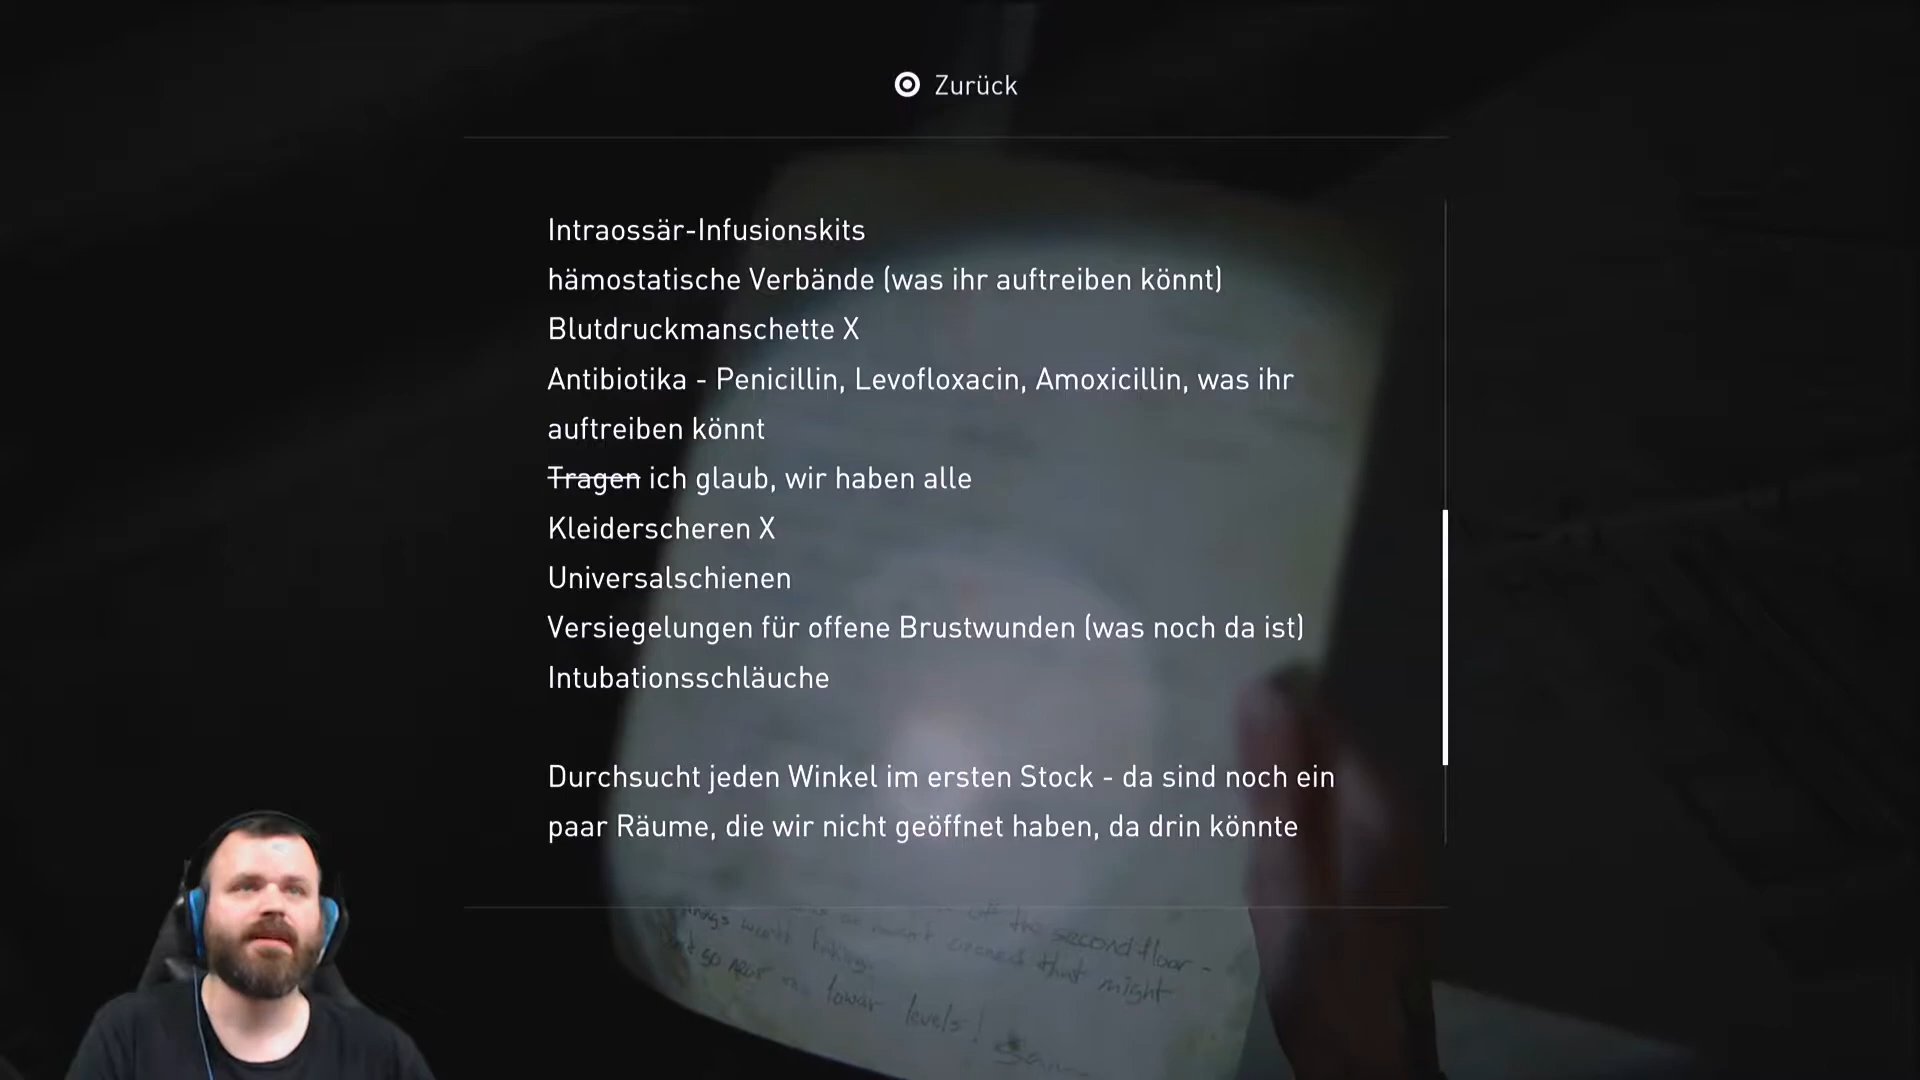 Zurück
Intraossär-Infusionskits
hämostatische Verbände (was ihr auftreiben könnt)
Blutdruckmanschette X
Antibiotika - Penicillin, Levofloxacin, Amoxicillin, was ihr
auftreiben könnt
Tragen ich glaub, wir haben alle
Kleiderscheren X
Universalschienen
Versiegelungen für offene Brustwunden (was noch da ist)
Intubationsschläuche
Durchsucht jeden Winkel im ersten Stock - da sind noch ein
paar Räume, die wir nicht geöffnet haben, da drin könnte
of the second floor -
opened that might
lower levels!